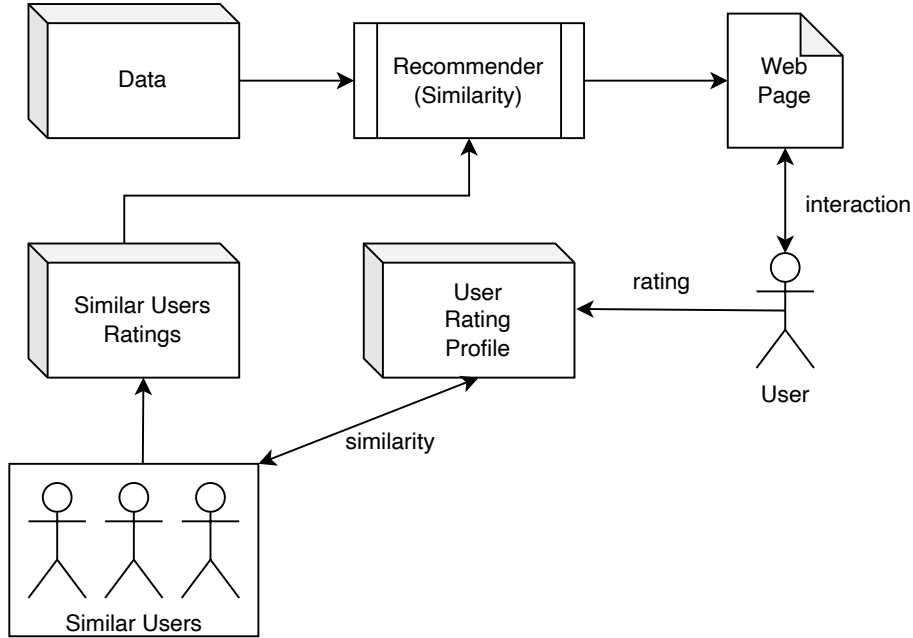 Data
Recommender
(Similarity)
Web
Page
interaction
Similar Users
Ratings
User
Rating
Profile
rating
User
similarity
Similar Users